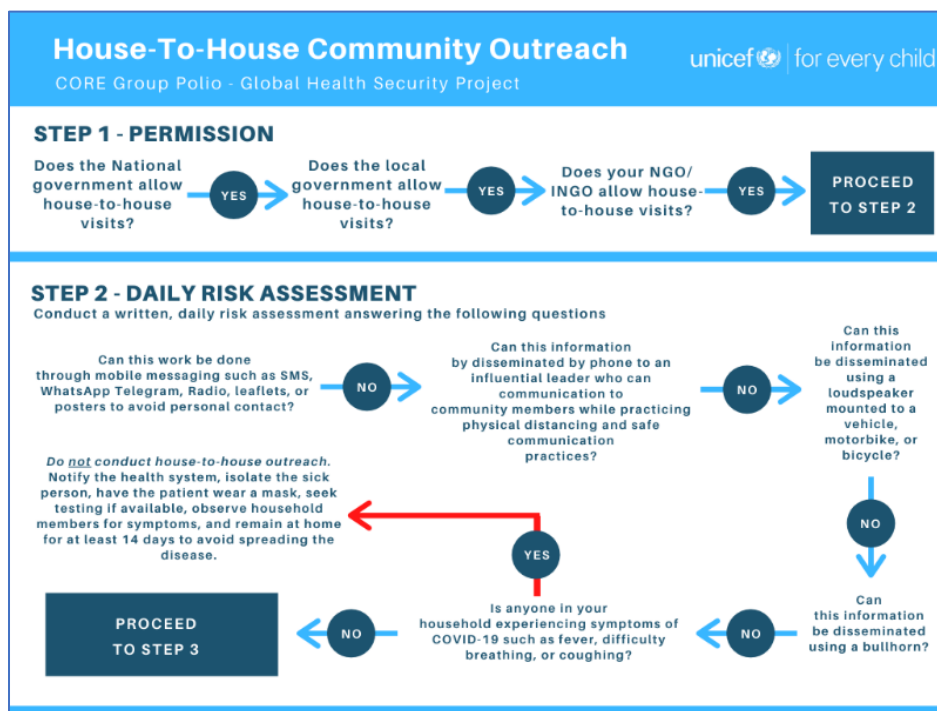 House-To-House Community Outreach
CORE Group Polio - Global Health Security Project
unicef for every child
STEP 1 - PERMISSION
Does the National
government allow
house-to-house
visits?
YES
Does the local
government allow
house-to-house
visits?
YES
Does your NGO/
INGO allow house-
to-house visits?
YES
PROCEED
TO STEP 2
STEP 2 - DAILY RISK ASSESSMENT
Conduct a written, daily risk assessment answering the following questions
Can this work be done
through mobile messaging such as SMS,
WhatsApp Telegram, Radio, leaflets, or
posters to avoid personal contact?
NO
Can this information
by disseminated by phone to an
influential leader who can
communication to
community members while practicing
physical distancing and safe
communication
practices?
NO
Can this
information
be disseminated
using a
loudspeaker
mounted to a
vehicle,
motorbike, or
bicycle?
NO
Can
this information
be disseminated
using a bullhorn?
NO
Is anyone in your
household experiencing symptoms of
COVID-19 such as fever, difficulty
breathing, or coughing?
YES
Do not conduct house-to-house outreach.
Notify the health system, isolate the sick
person, have the patient wear a mask, seek
testing if available, observe household
members for symptoms, and remain at home
for at least 14 days to avoid spreading the
disease.
NO
PROCEED
TO STEP 3